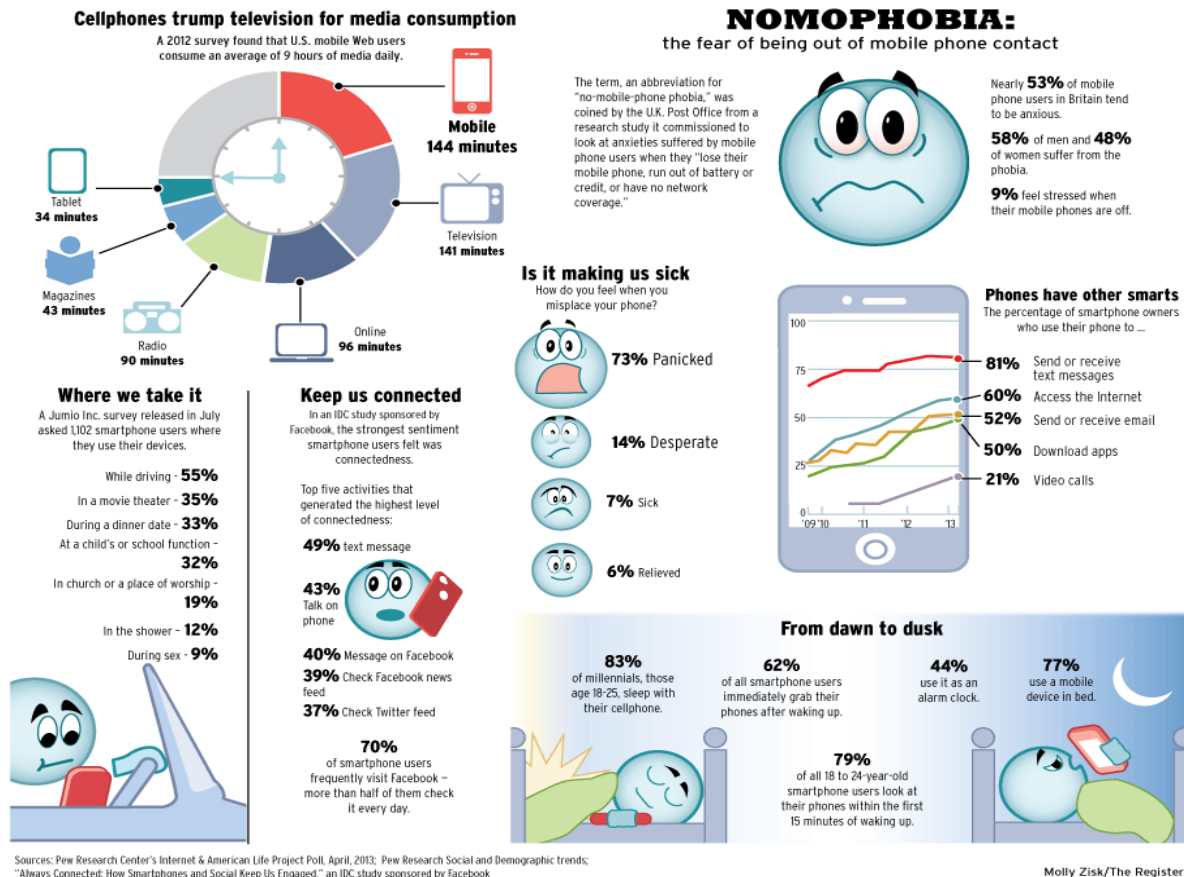 Cellphones trump television for media consumption
A 2012 survey found that U.S. mobile Web users
consume an average of 9 hours of media daily.
Mobile
144 minutes
Television
141 minutes
Online
96 minutes
Radio
90 minutes
Magazines
43 minutes
Tablet
34 minutes
NOMOPHOBIA:
the fear of being out of mobile phone contact
The term, an abbreviation for
"no-mobile-phone phobia," was
coined by the U.K. Post Office from a
research study it commissioned to
look at anxieties suffered by mobile
phone users when they "lose their
mobile phone, run out of battery or
credit, or have no network
coverage."
Nearly 53% of mobile
phone users in Britain tend
to be anxious.
58% of men and 48%
of women suffer from the
phobia.
9% feel stressed when
their mobile phones are off.
Where we take it
A Jumio Inc. survey released in July
asked 1,102 smartphone users where
they use their devices.
While driving - 55%
In a movie theater - 35%
During a dinner date - 33%
At a child's or school function -
32%
In church or a place of worship -
19%
In the shower - 12%
During sex - 9%
Keep us connected
In an IDC study sponsored by
Facebook, the strongest sentiment
smartphone users felt was
connectedness.
Top five activities that
generated the highest level
of connectedness:
49% text message
43%
Talk on
phone
40% Message on Facebook
39% Check Facebook news
feed
37% Check Twitter feed
70%
of smartphone users
frequently visit Facebook –
more than half of them check
it every day.
Is it making us sick
How do you feel when you
misplace your phone?
73% Panicked
14% Desperate
7% Sick
6% Relieved
Phones have other smarts
The percentage of smartphone owners
who use their phone to ...
100
75
50
25
0
'09 '10 '11 '12 '13
81% Send or receive
text messages
60% Access the Internet
52% Send or receive email
50% Download apps
21% Video calls
From dawn to dusk
83%
of millennials, those
age 18-25, sleep with
their cellphone.
62%
of all smartphone users
immediately grab their
phones after waking up.
44%
use it as an
alarm clock.
77%
use a mobile
device in bed.
79%
of all 18 to 24-year-old
smartphone users look at
their phones within the first
15 minutes of waking up.
Sources: Pew Research Center's Internet & American Life Project Poll, April, 2013; Pew Research Social and Demographic trends;
"Always Connected: How Smartphones and Social Keep Us Engaged," an IDC study sponsored by Facebook
Molly Zisk/The Register